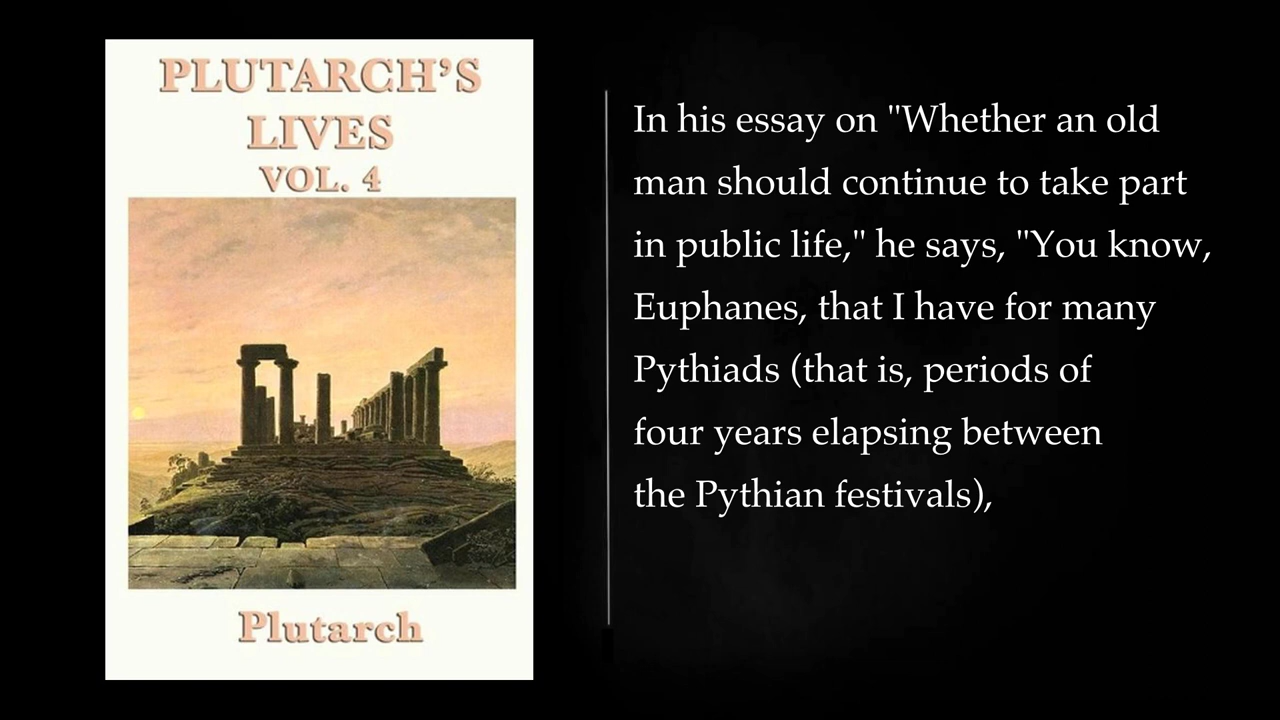 PLUTARCH'S
LIVES
VOL. 4
Plutarch
In his essay on "Whether an old
man should continue to take part
in public life," he says, "You know,
Euphanes, that I have for many
Pythiads (that is, periods of
four years elapsing between
the Pythian festivals),